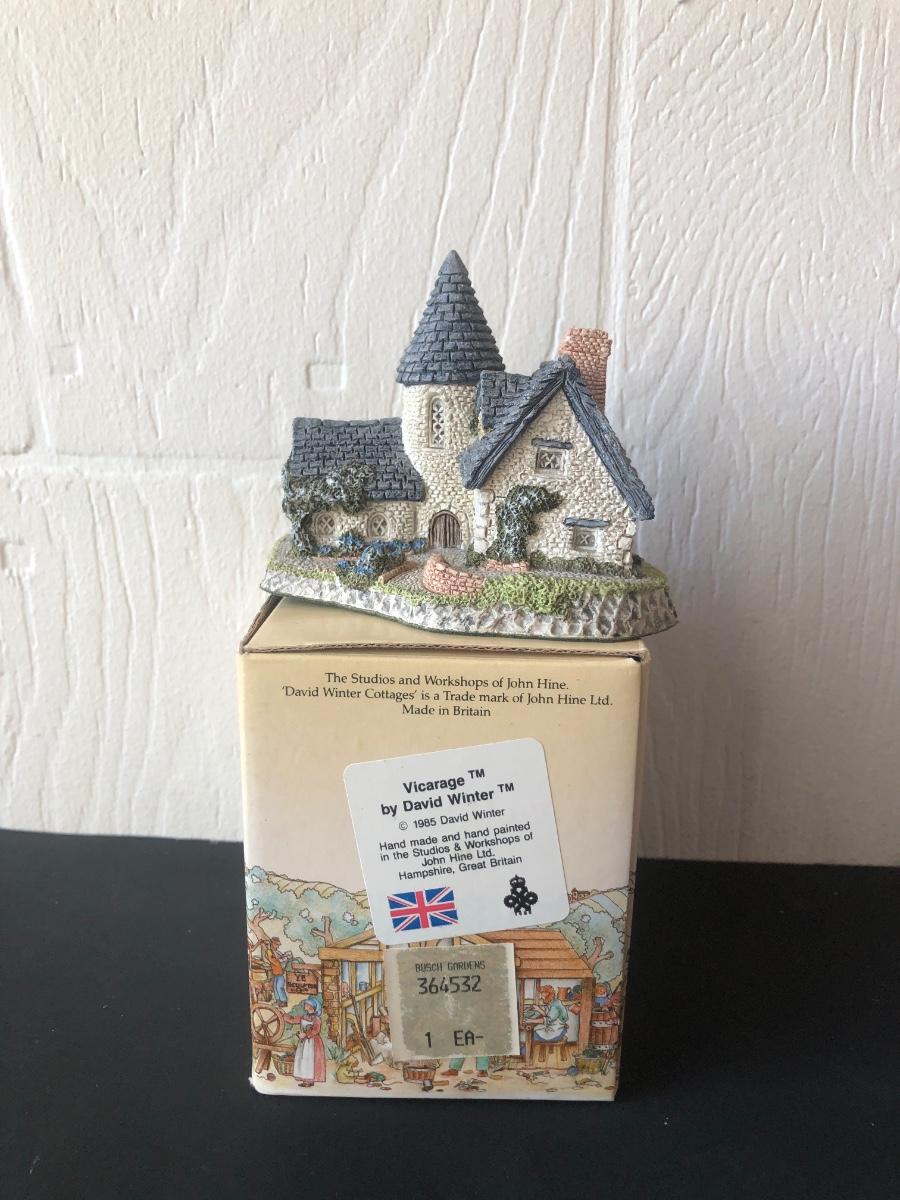 The Studios and Workshops of John Hine.
'David Winter Cottages' is a Trade mark of John Hine Ltd.
Made in Britain
Vicarage ™
by David Winter ™
© 1985 David Winter
Hand made and hand painted
in the Studios & Workshops of
John Hine Ltd.
Hampshire, Great Britain
BUSCH GARDENS
364532
1 EA-